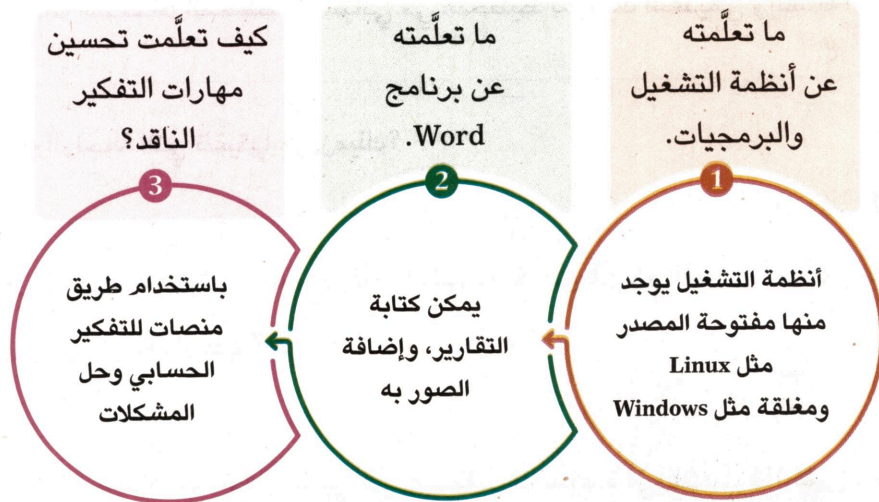 ما تعلَّمته
عن أنظمة التشغيل
والبرمجيات.
1
أنظمة التشغيل يوجد
منها مفتوحة المصدر
مثل Linux
ومغلقة مثل Windows
ما تعلَّمته
عن برنامج
Word.
2
يمكن كتابة
التقارير، وإضافة
الصور به
كيف تعلَّمت تحسين
مهارات التفكير
الناقد؟
3
باستخدام طريق
منصات للتفكير
الحسابي وحل
المشكلات